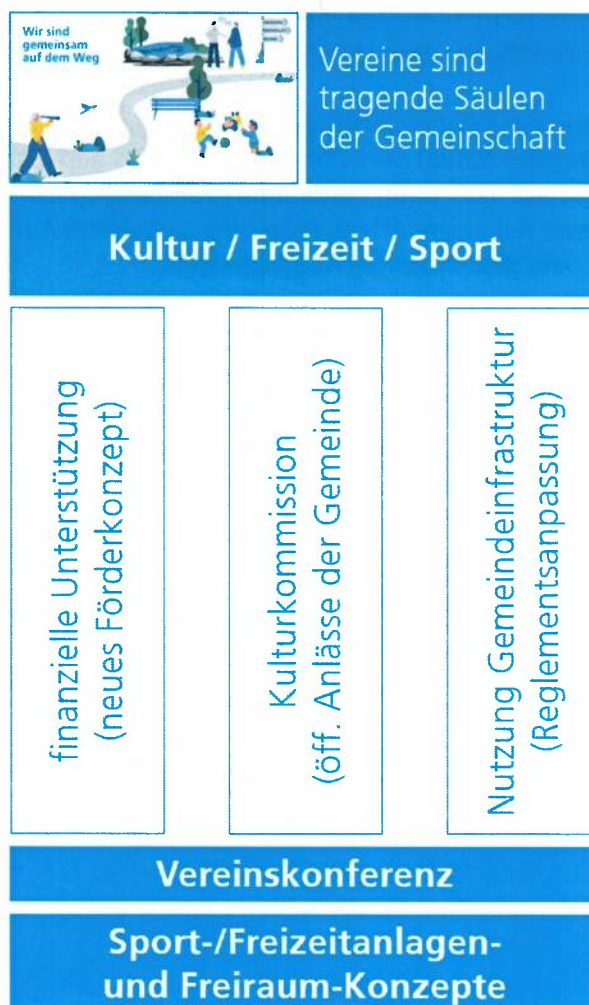 Wir sind
gemeinsam
auf dem Weg
Vereine sind
tragende Säulen
der Gemeinschaft
Kultur / Freizeit / Sport
finanzielle Unterstützung
(neues Förderkonzept)
Kulturkommission
(öff. Anlässe der Gemeinde)
Nutzung Gemeindeinfrastruktur
(Reglementsanpassung)
Vereinskonferenz
Sport-/Freizeitanlagen-
und Freiraum-Konzepte